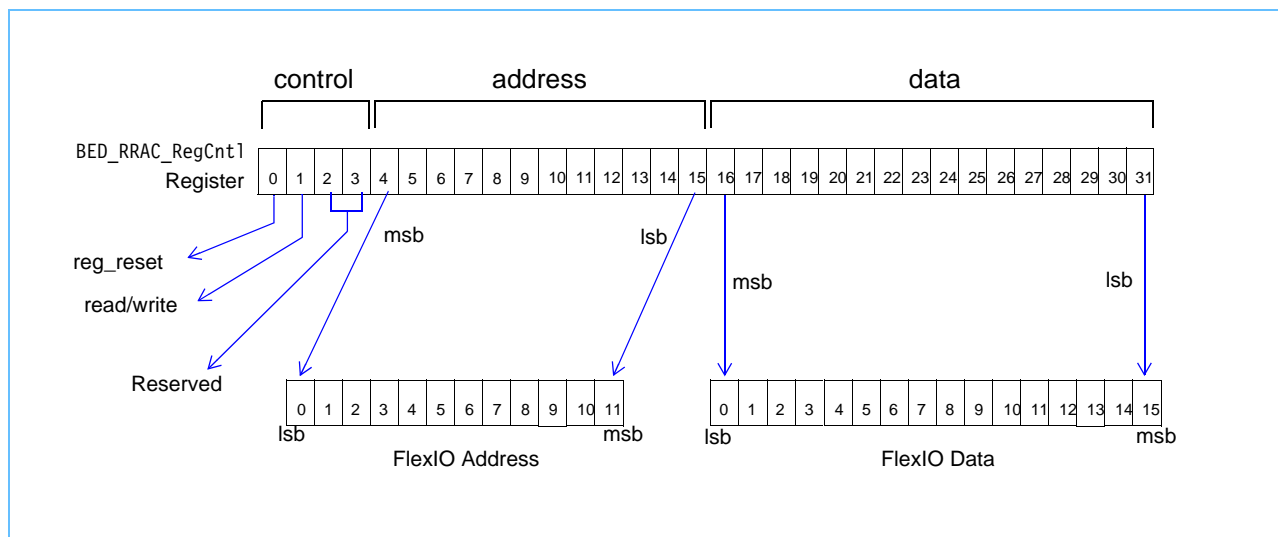 control address data
BED_RRAC_RegCntl
Register 0 1 2 3 4 5 6 7 8 9 10 11 12 13 14 15 16 17 18 19 20 21 22 23 24 25 26 27 28 29 30 31
msb lsb
reg_reset
msb lsb
read/write
Reserved
0 1 2 3 4 5 6 7 8 9 10 11 0 1 2 3 4 5 6 7 8 9 10 11 12 13 14 15
lsb msb lsb msb
FlexIO Address FlexIO Data